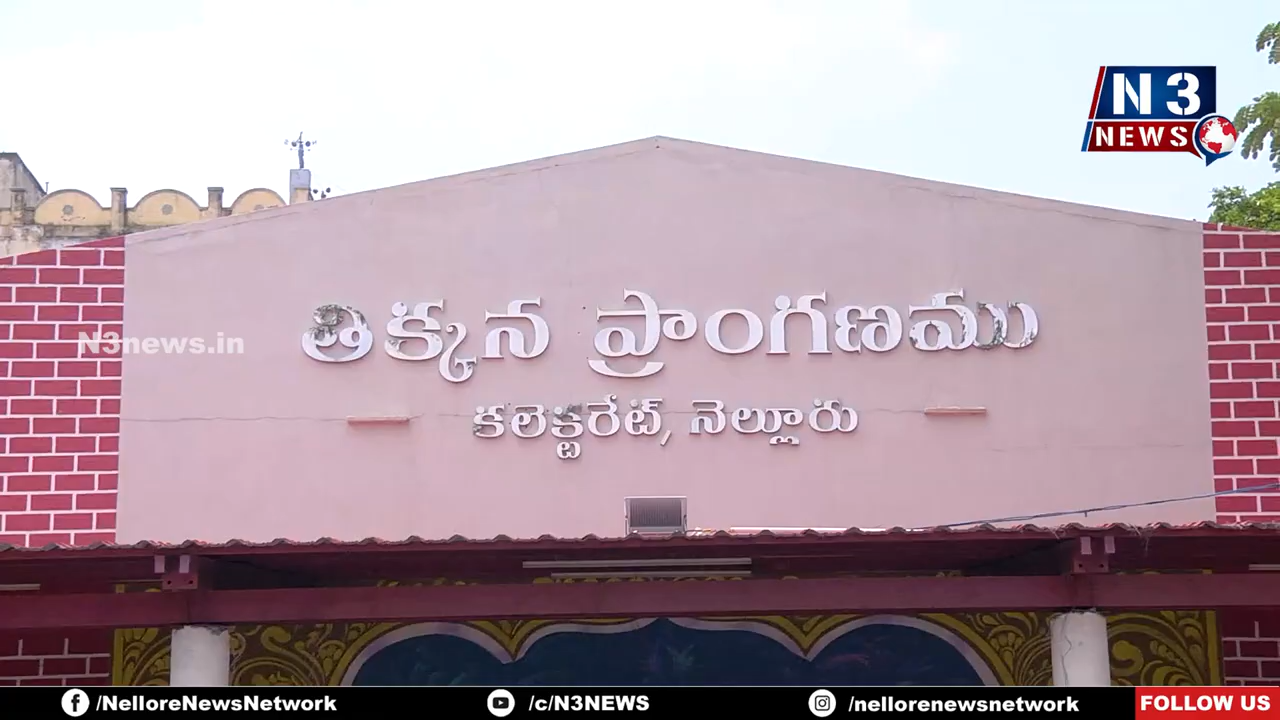 N3
NEWS
తిక్కన ప్రాంగణము
N3news.in
కలెక్టరేట్, నెల్లూరు
/NelloreNewsNetwork
/c/N3NEWS
/nellorenewsnetwork
FOLLOW US